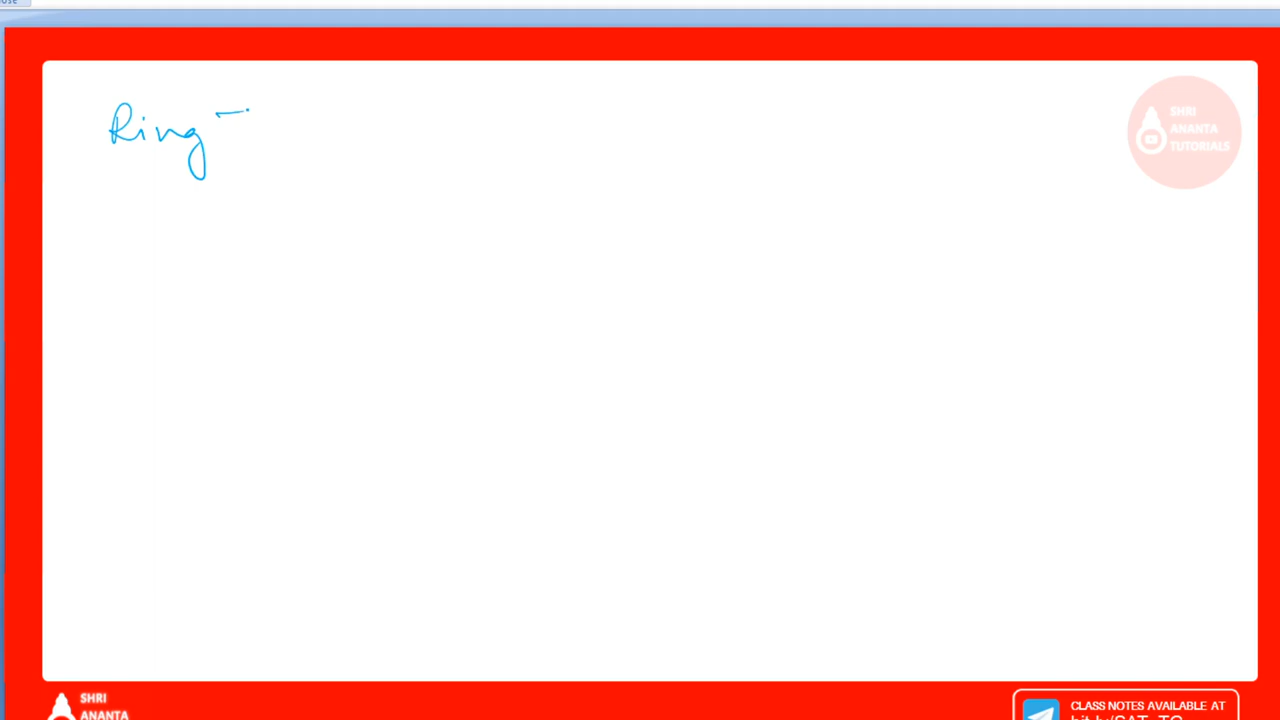 Ring -
SHRI
ANANTA
TUTORIALS
SHRI
ANANTA
CLASS NOTES AVAILABLE AT